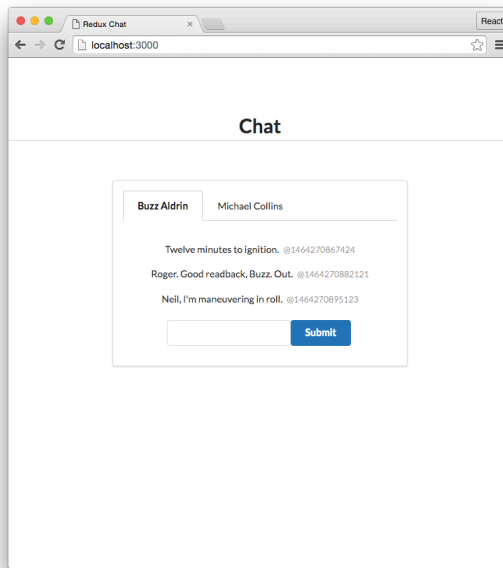 Redux Chat
React
localhost:3000
Chat
Buzz Aldrin Michael Collins
Twelve minutes to ignition. @1464270867424
Roger. Good readback, Buzz. Out. @1464270882121
Neil, I'm maneuvering in roll. @1464270895123
Submit